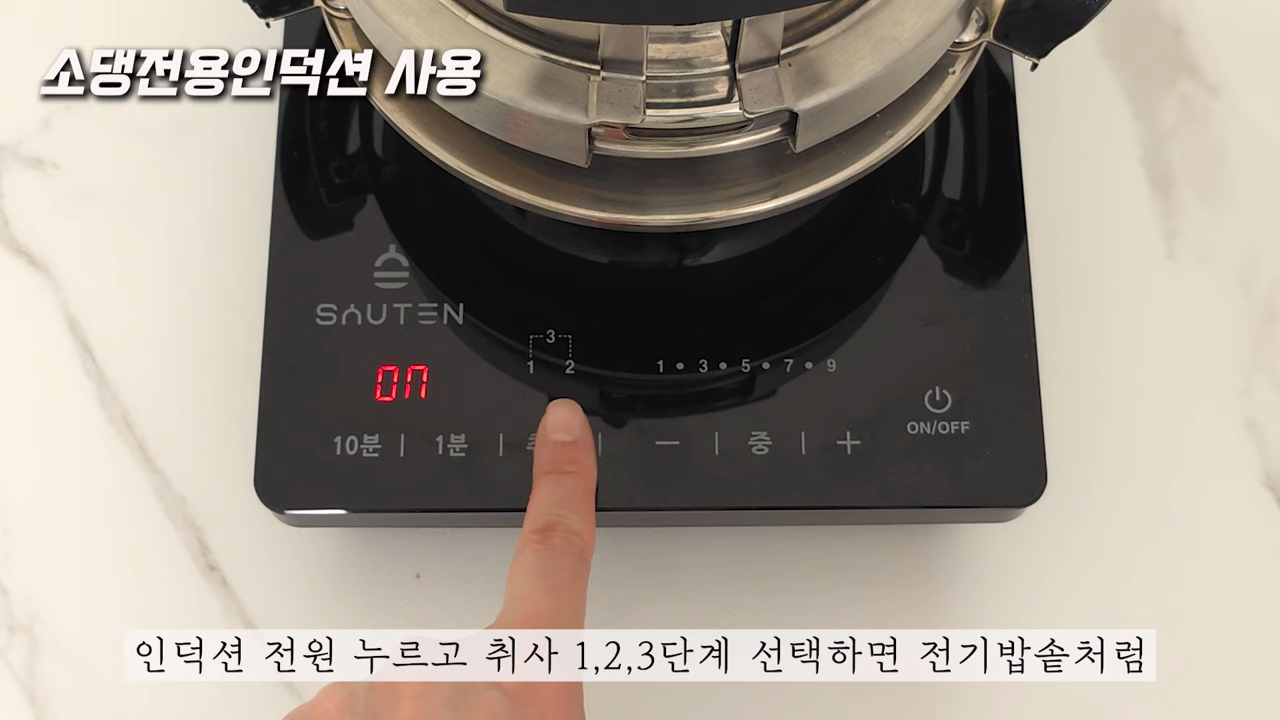 소댕전용인덕션 사용
SAUTEN
3
1 2
1 • 3 • 5 • 7 • 9
on
ON/OFF
10분 | 1분 | | － | 중 | ＋
인덕션 전원 누르고 취사 1,2,3단계 선택하면 전기밥솥처럼